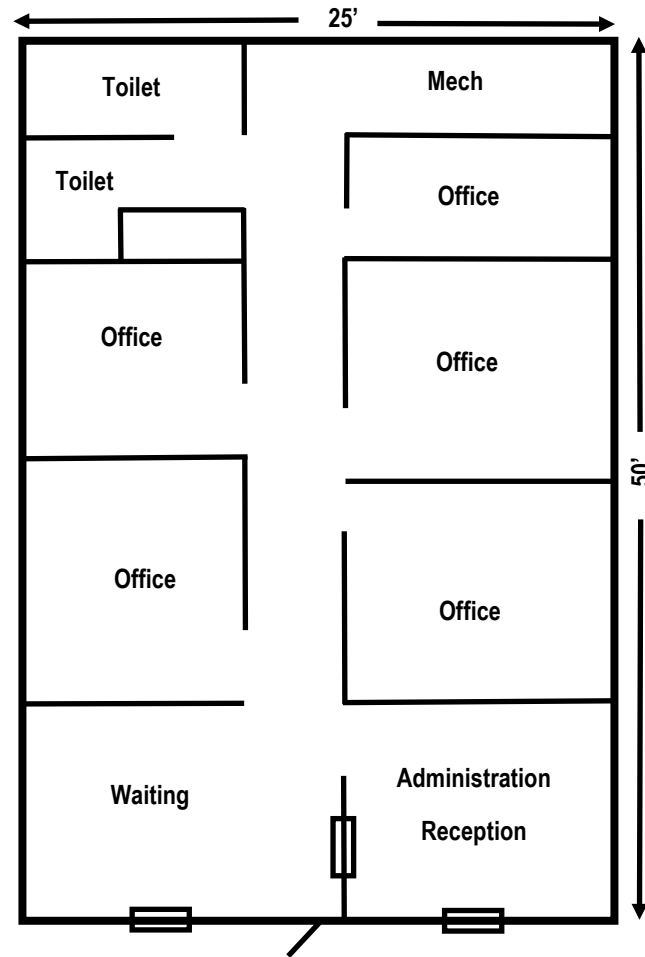 25’
Toilet
Mech
Toilet
Office
Office
Office
50’
Office
Office
Waiting
Administration
Reception